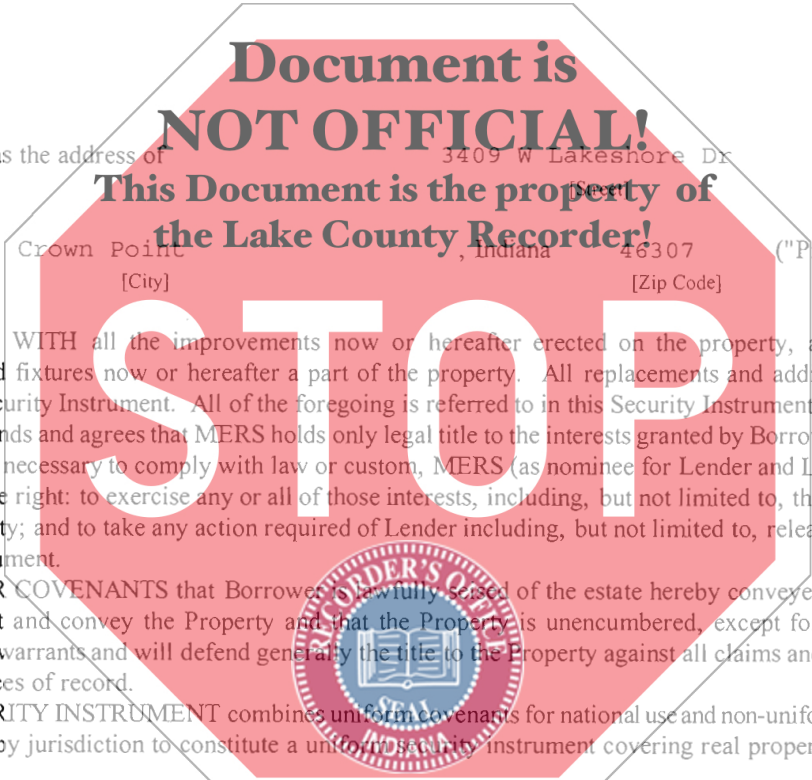 Document is
NOT OFFICIAL!
s the address of 3409 W Lakeshore Dr
This Document is the property of
[Street]
the Lake County Recorder!
Crown Point , Indiana 46307 ("P
[City] [Zip Code]
STOP
WITH all the improvements now or hereafter erected on the property, a
d fixtures now or hereafter a part of the property. All replacements and addi
curity Instrument. All of the foregoing is referred to in this Security Instrument
nds and agrees that MERS holds only legal title to the interests granted by Borro
necessary to comply with law or custom, MERS (as nominee for Lender and L
e right: to exercise any or all of those interests, including, but not limited to, th
ty; and to take any action required of Lender including, but not limited to, relea
ument.
R COVENANTS that Borrower is lawfully seised of the estate hereby conveye
t and convey the Property and that the Property is unencumbered, except fo
warrants and will defend generally the title to the Property against all claims an
ces of record.
RITY INSTRUMENT combines uniform covenants for national use and non-unifo
by jurisdiction to constitute a uniform security instrument covering real proper
RECORDER'S OFFICE
SEAL
INDIANA